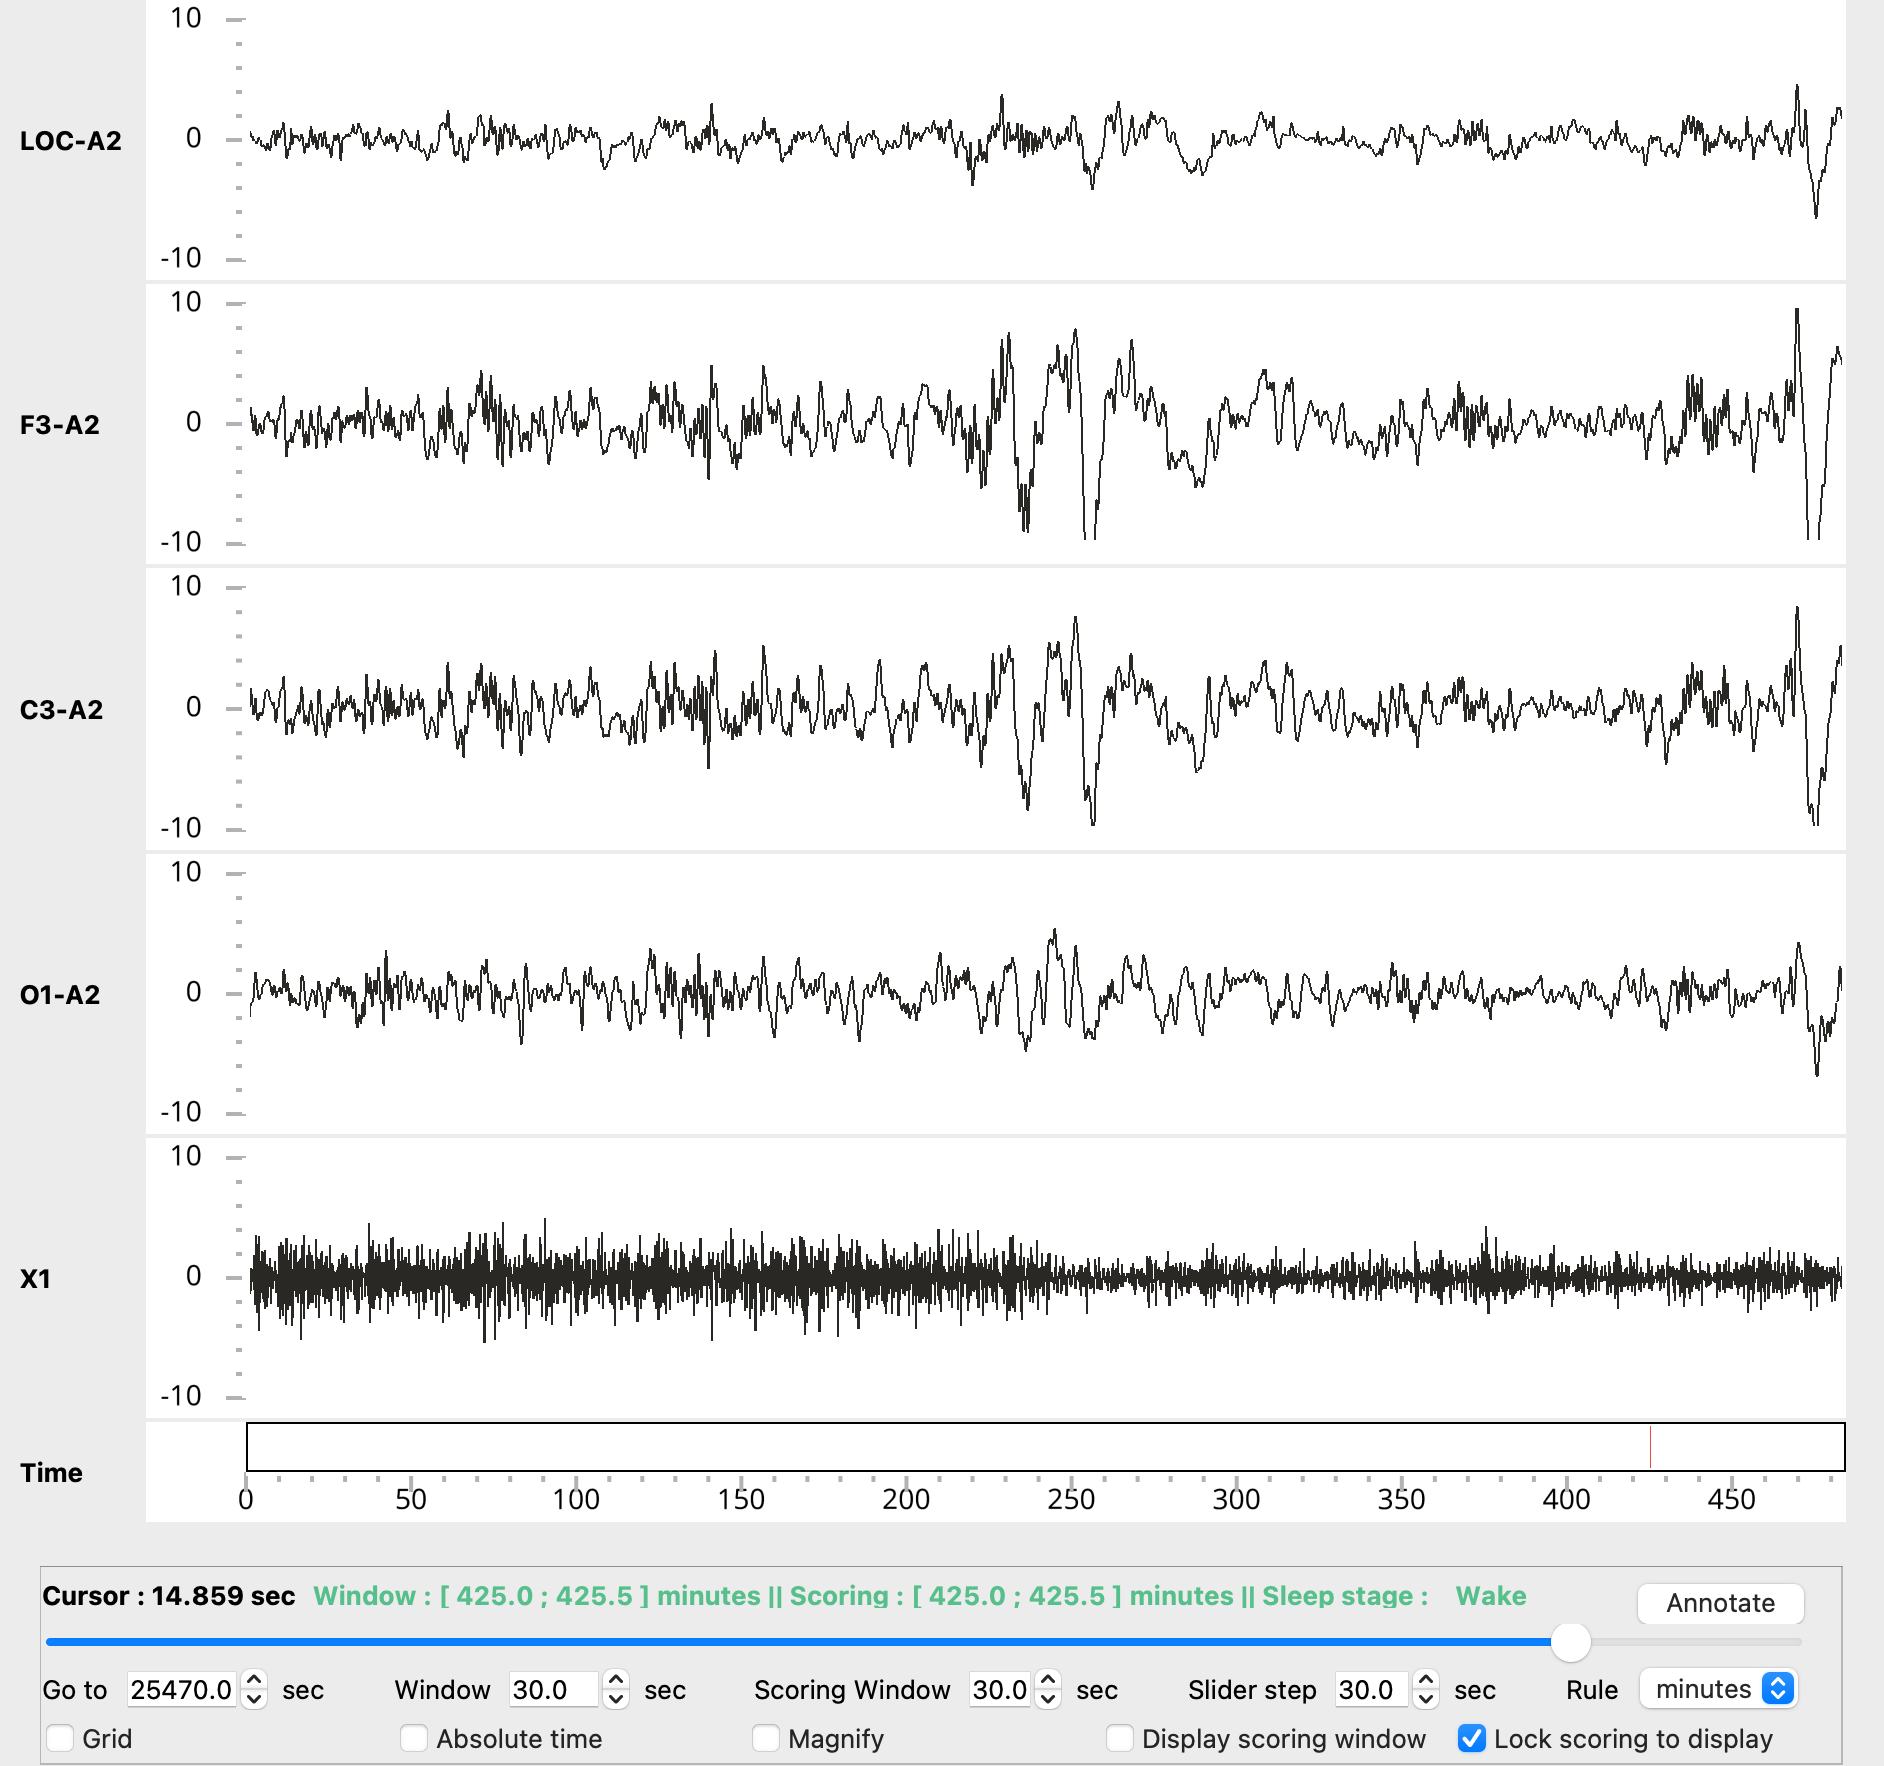 10
LOC-A2 0
-10
10
F3-A2 0
-10
10
C3-A2 0
-10
10
O1-A2 0
-10
10
X1 0
-10
Time
0 50 100 150 200 250 300 350 400 450
Cursor : 14.859 sec Window : [ 425.0 ; 425.5 ] minutes || Scoring : [ 425.0 ; 425.5 ] minutes || Sleep stage : Wake Annotate
Go to 25470.0 sec Window 30.0 sec Scoring Window 30.0 sec Slider step 30.0 sec Rule minutes
Grid Absolute time Magnify Display scoring window Lock scoring to display